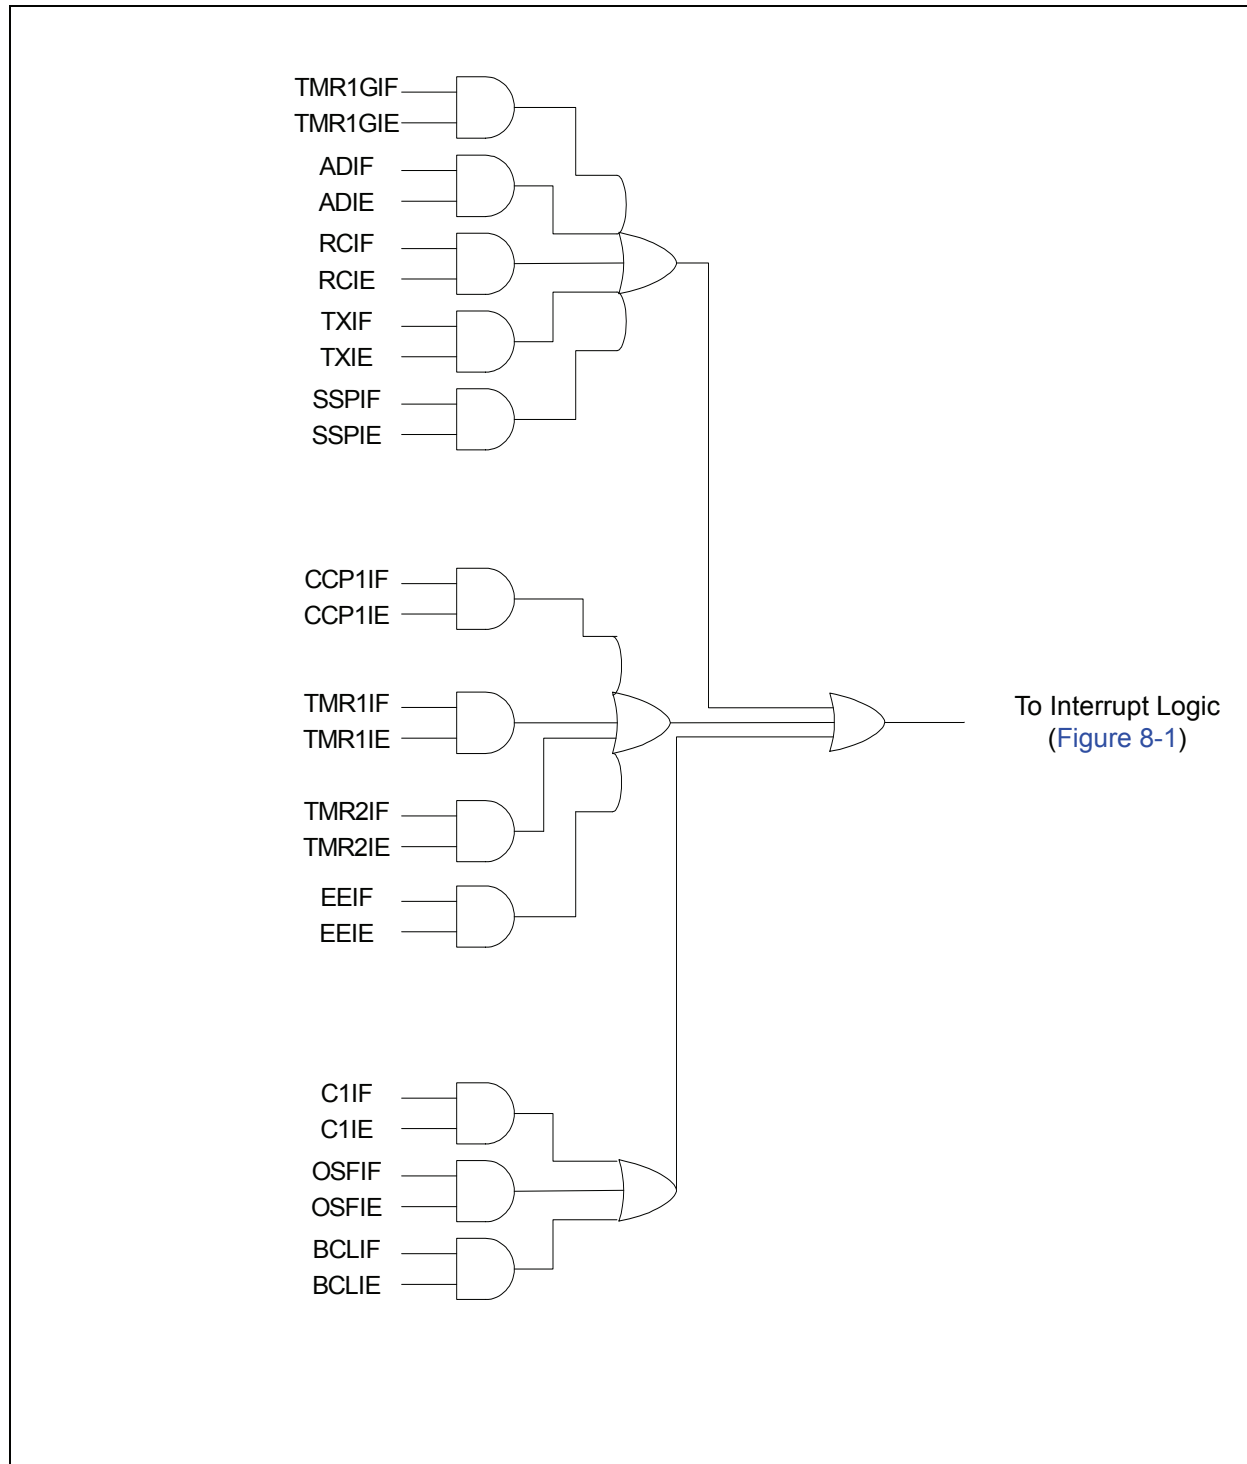 TMR1GIF
TMR1GIE
ADIF
ADIE
RCIF
RCIE
TXIF
TXIE
SSPIF
SSPIE
CCP1IF
CCP1IE
TMR1IF
TMR1IE
To Interrupt Logic
(Figure 8-1)
TMR2IF
TMR2IE
EEIF
EEIE
C1IF
C1IE
OSFIF
OSFIE
BCLIF
BCLIE